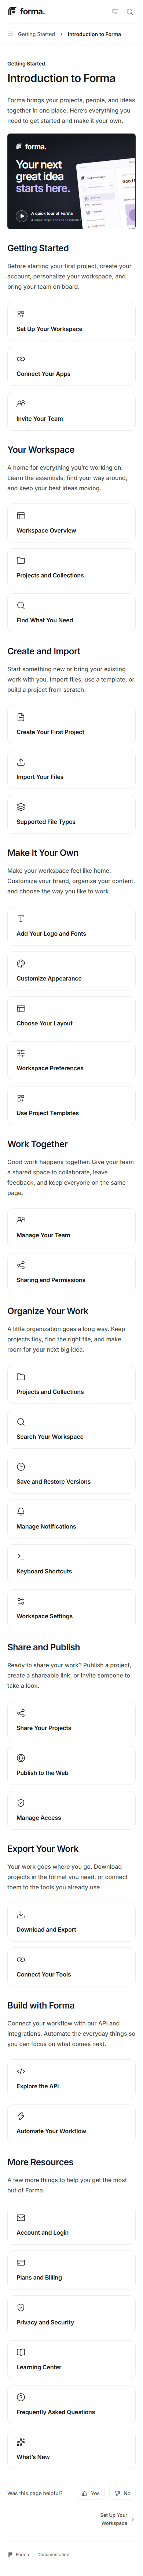 forma.
Getting Started > Introduction to Forma
Getting Started
Introduction to Forma
Forma brings your projects, people, and ideas
together in one place. Here's everything you
need to get started and make it your own.
forma.
Your next
great idea
starts here.
A quick tour of Forma
Getting Started
Before starting your first project, create your
account, personalize your workspace, and
bring your team on board.
Set Up Your Workspace
Connect Your Apps
Invite Your Team
Your Workspace
A home for everything you're working on.
Learn the essentials, find your way around,
and keep your best ideas moving.
Workspace Overview
Projects and Collections
Find What You Need
Create and Import
Start something new or bring your existing
work with you. Import files, use a template, or
build a project from scratch.
Create Your First Project
Import Your Files
Supported File Types
Make It Your Own
Make your workspace feel like home.
Customize your brand, organize your content,
and choose the way you like to work.
Add Your Logo and Fonts
Customize Appearance
Choose Your Layout
Workspace Preferences
Use Project Templates
Work Together
Good work happens together. Give your team
a shared space to collaborate, leave
feedback, and keep everyone on the same
page.
Manage Your Team
Sharing and Permissions
Organize Your Work
A little organization goes a long way. Keep
projects tidy, find the right file, and make
room for your next big idea.
Projects and Collections
Search Your Workspace
Save and Restore Versions
Manage Notifications
Keyboard Shortcuts
Workspace Settings
Share and Publish
Ready to share your work? Publish a project,
create a shareable link, or invite someone to
take a look.
Share Your Projects
Publish to the Web
Manage Access
Export Your Work
Your work goes where you go. Download
projects in the format you need, or connect
them to the tools you already use.
Download and Export
Connect Your Tools
Build with Forma
Connect your workflow with our API and
integrations. Automate the everyday things so
you can focus on what comes next.
Explore the API
Automate Your Workflow
More Resources
A few more things to help you get the most
out of Forma.
Account and Login
Plans and Billing
Privacy and Security
Learning Center
Frequently Asked Questions
What's New
Was this page helpful? Yes No
Set Up Your
Workspace
Forma Documentation